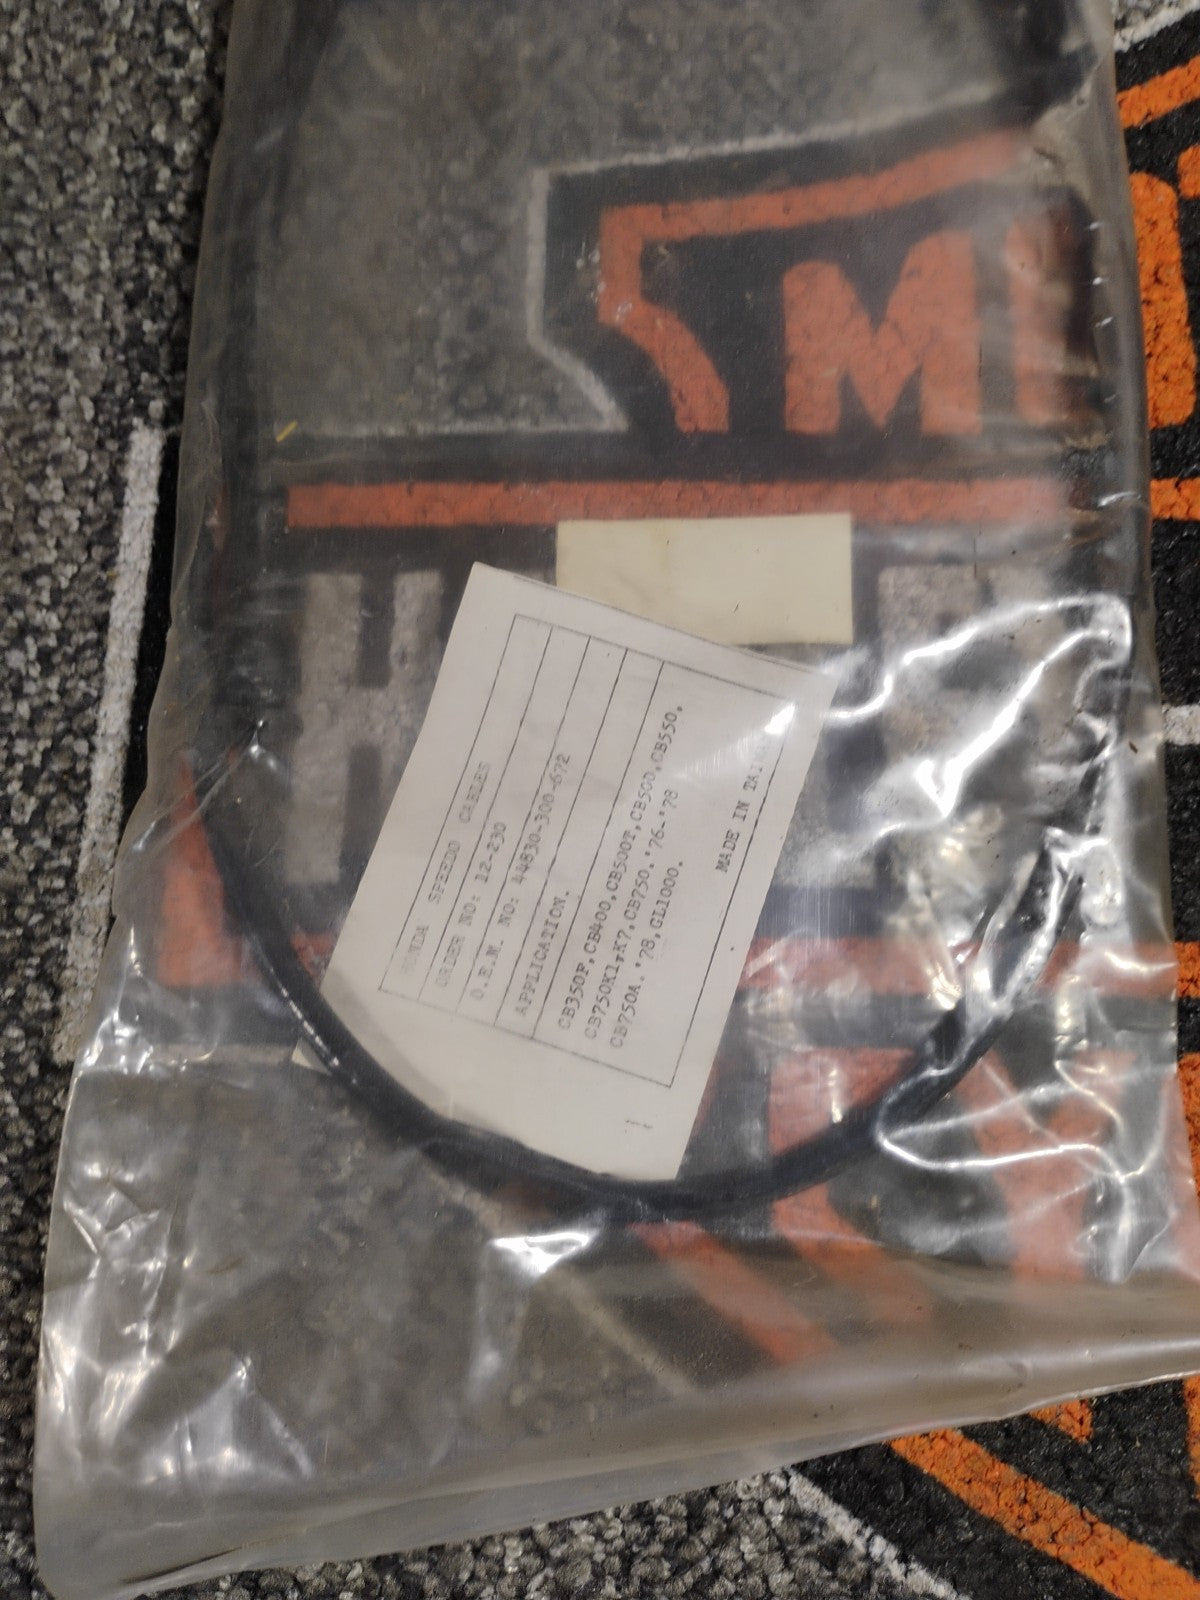 HONDA SPEEDO CABLES
ORDER NO: 12-230
O.E.M. NO: 44830-300-672
APPLICATION.
CB350F,CB400,CB500T,CB500,CB550,
CB750K1,-K7,CB750.'76-'78
CB750A.'78,GL1000.
MADE IN